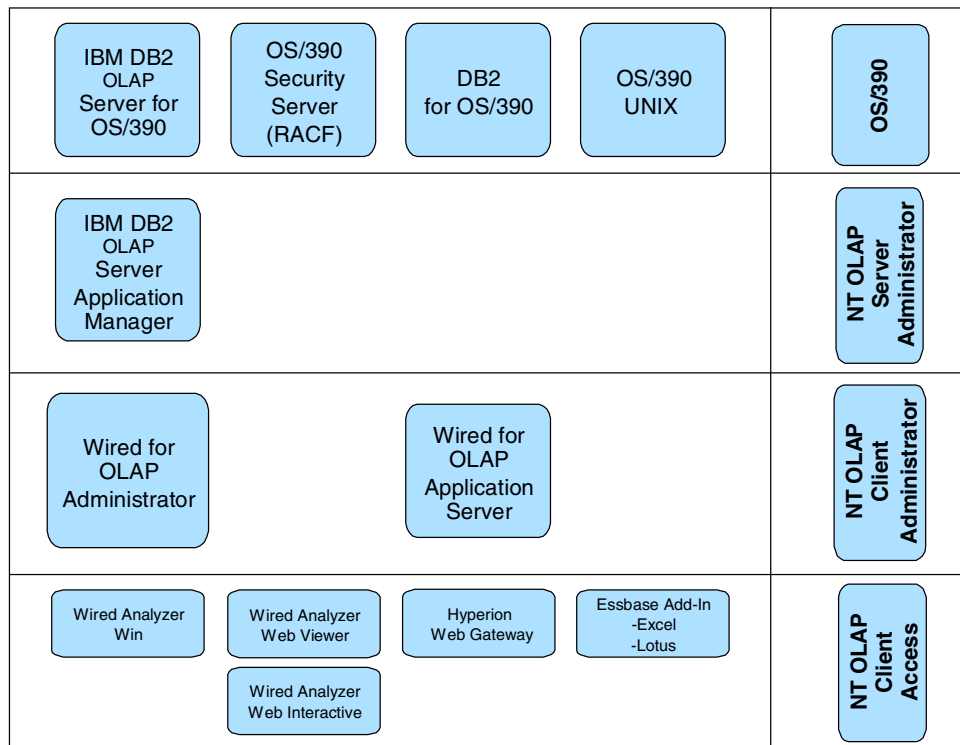 IBM DB2
OLAP
Server for
OS/390
OS/390
Security
Server
(RACF)
DB2
for OS/390
OS/390
UNIX
OS/390
IBM DB2
OLAP
Server
Application
Manager
NT OLAP
Server
Administrator
Wired for
OLAP
Administrator
Wired for
OLAP
Application
Server
NT OLAP
Client
Administrator
Wired Analyzer
Win
Wired Analyzer
Web Viewer
Hyperion
Web Gateway
Essbase Add-In
-Excel
-Lotus
Wired Analyzer
Web Interactive
NT OLAP
Client
Access